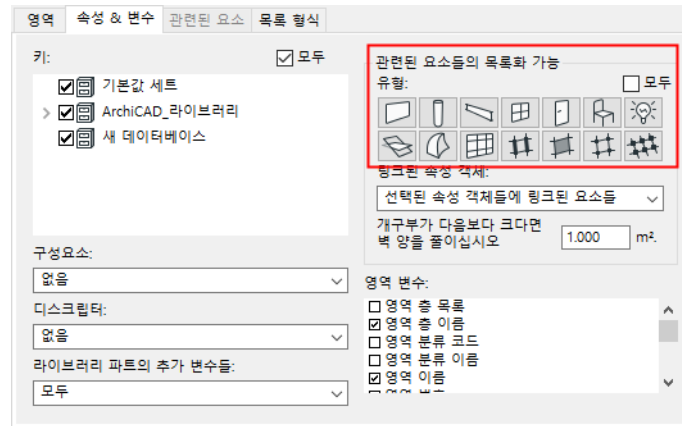 영역 속성 & 변수 관련된 요소 목록 형식
키: 모두
기본값 세트
ArchiCAD_라이브러리
새 데이터베이스
구성요소:
없음
디스크립터:
없음
라이브러리 파트의 추가 변수들:
모두
관련된 요소들의 목록화 가능
유형: 모두
링크된 속성 객체:
선택된 속성 객체들에 링크된 요소들
개구부가 다음보다 크다면
벽 양을 줄이십시오 1.000 m².
영역 변수:
영역 층 목록
영역 층 이름
영역 분류 코드
영역 분류 이름
영역 이름